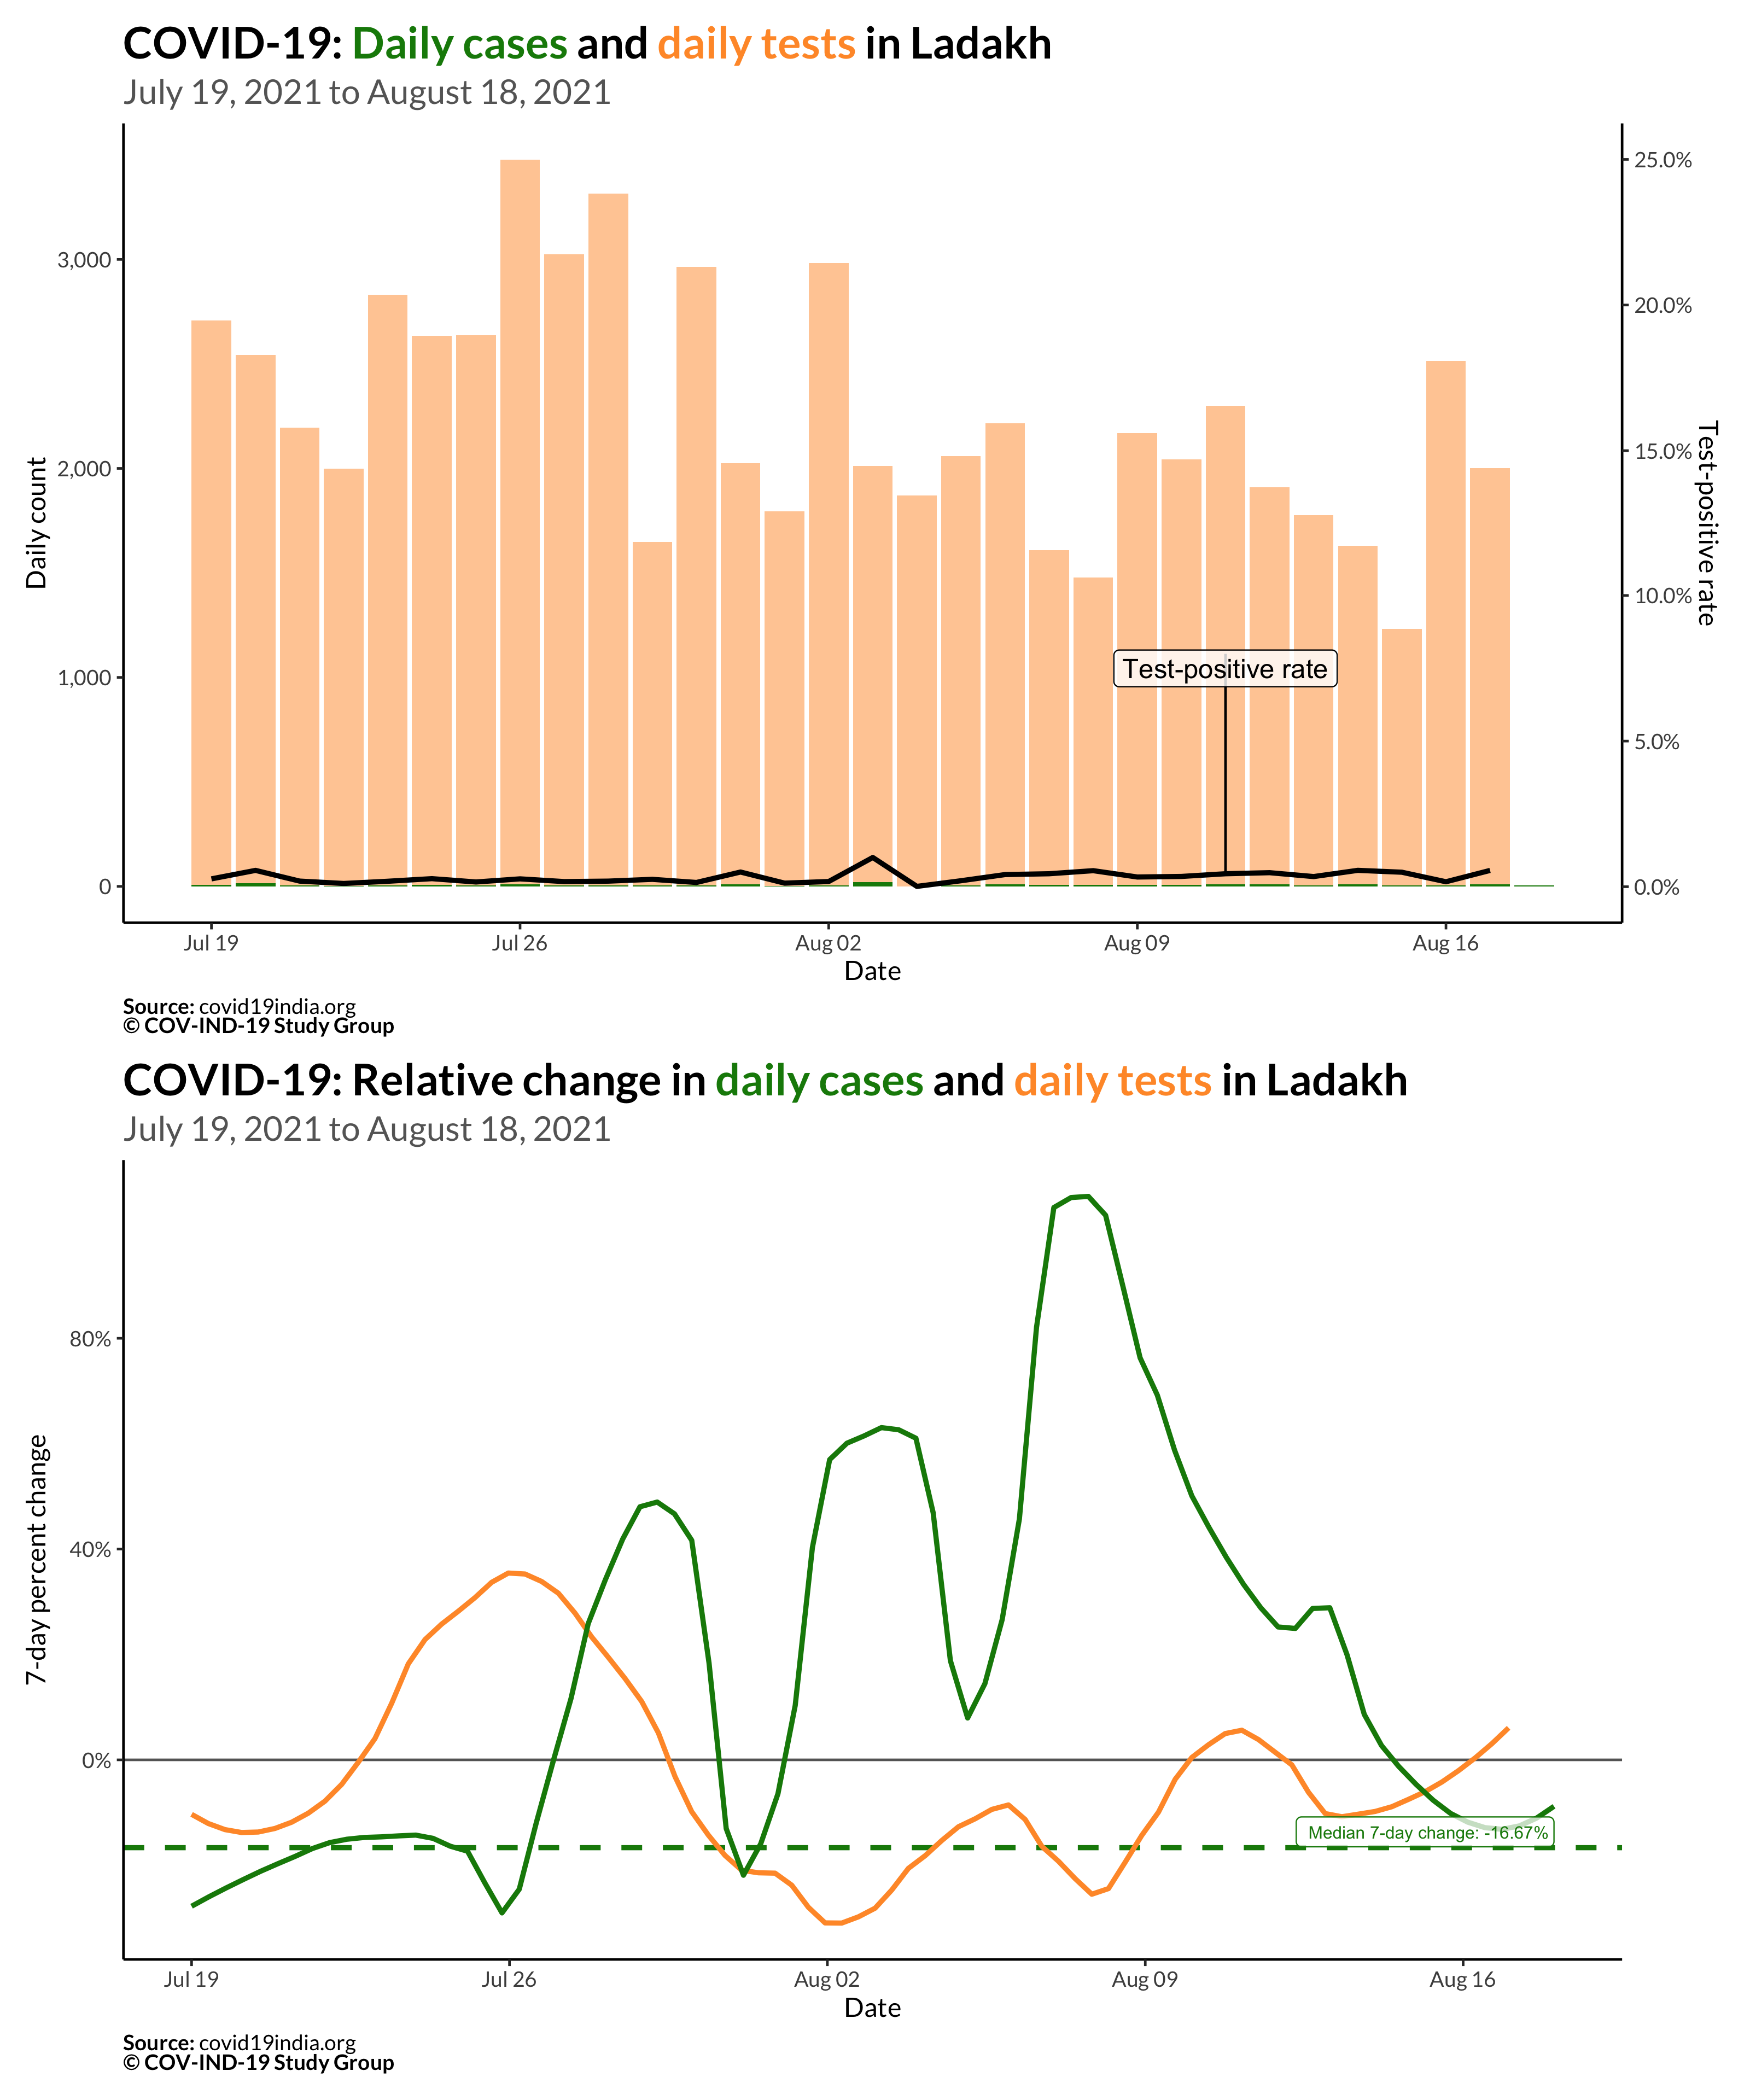 COVID-19: Daily cases and daily tests in Ladakh
July 19, 2021 to August 18, 2021
Daily count
3,000
2,000
1,000
0
25.0%
20.0%
15.0%
10.0%
5.0%
0.0%
Test-positive rate
Test-positive rate
Jul 19
Jul 26
Aug 02
Aug 09
Aug 16
Date
Source: covid19india.org
© COV-IND-19 Study Group
COVID-19: Relative change in daily cases and daily tests in Ladakh
July 19, 2021 to August 18, 2021
7-day percent change
80%
40%
0%
Median 7-day change: -16.67%
Jul 19
Jul 26
Aug 02
Aug 09
Aug 16
Date
Source: covid19india.org
© COV-IND-19 Study Group